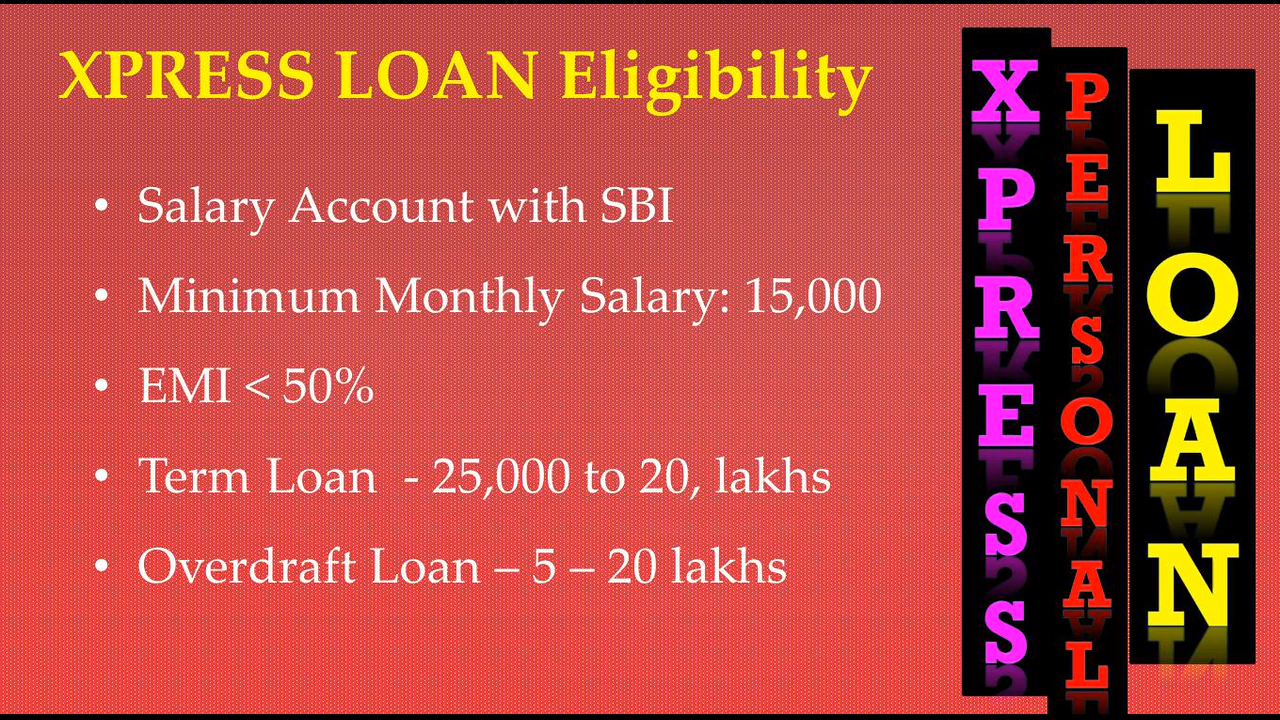 XPRESS LOAN Eligibility
• Salary Account with SBI
• Minimum Monthly Salary: 15,000
• EMI < 50%
• Term Loan - 25,000 to 20, lakhs
• Overdraft Loan – 5 – 20 lakhs
XPRESS
PERSONAL
LOAN